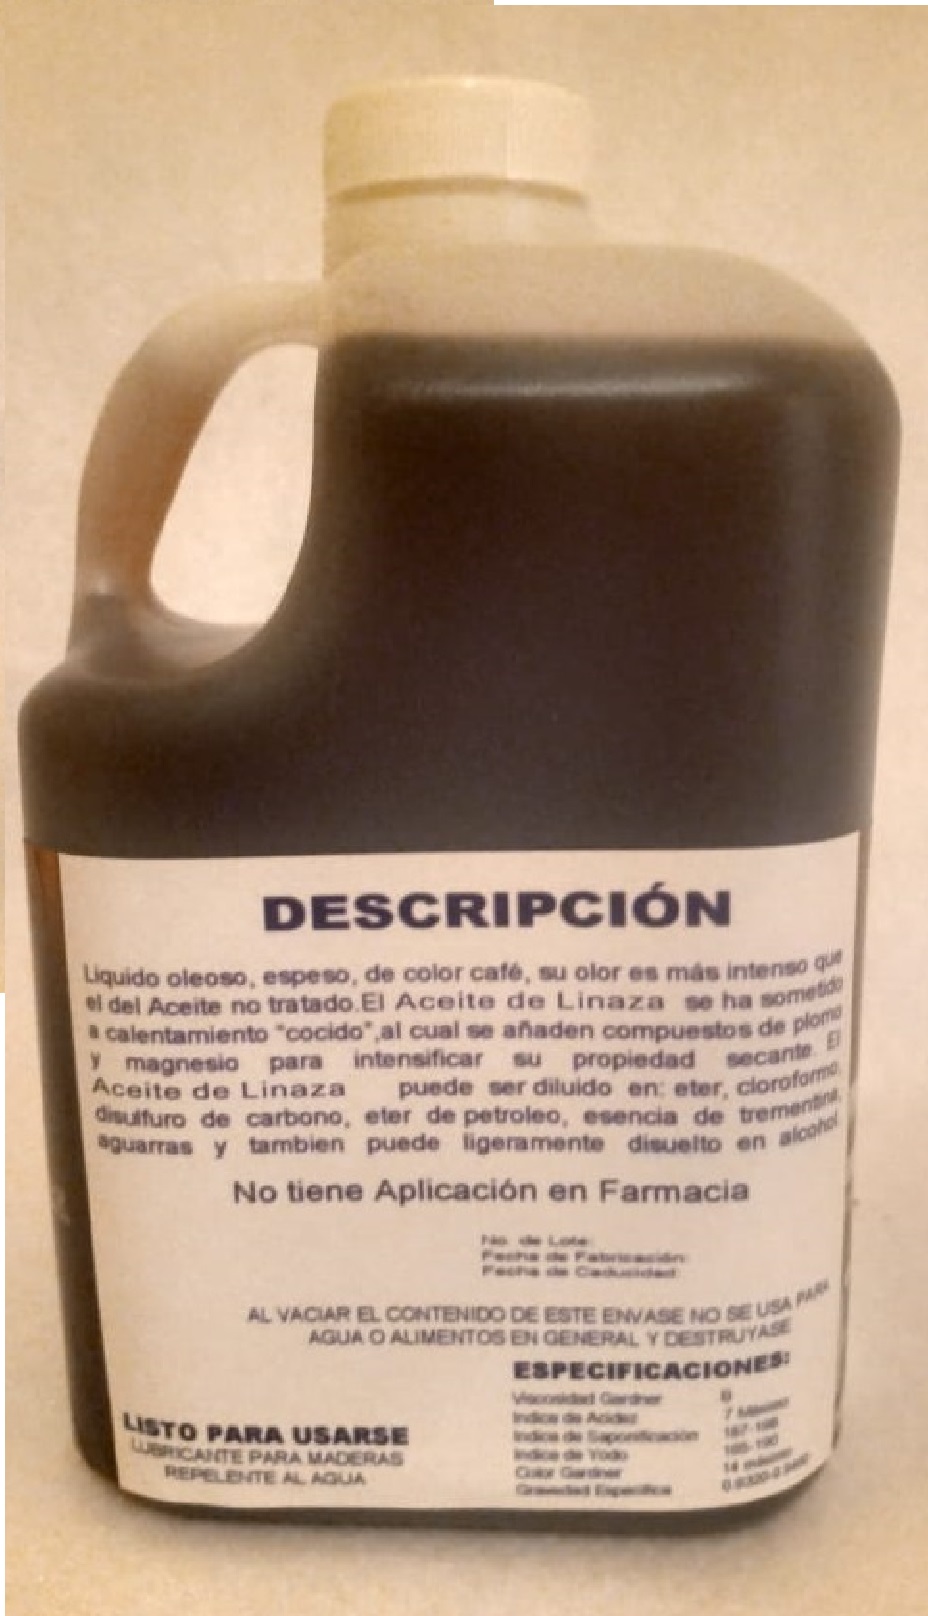 DESCRIPCIÓN
Liquido oleoso, espeso, de color café, su olor es más intenso que
el del Aceite no tratado.El Aceite de Linaza se ha sometido
a calentamiento "cocido",al cual se añaden compuestos de plomo
y magnesio para intensificar su propiedad secante. El
Aceite de Linaza puede ser diluido en: eter, cloroformo,
disulfuro de carbono, eter de petroleo, esencia de trementina,
aguarras y tambien puede ligeramente disuelto en alcohol
No tiene Aplicación en Farmacia
No. de Lote:
Fecha de Fabricación:
Fecha de Caducidad:
AL VACIAR EL CONTENIDO DE ESTE ENVASE NO SE USA PARA
AGUA O ALIMENTOS EN GENERAL Y DESTRUYASE
ESPECIFICACIONES:
Viscosidad Gardner
Indice de Acidez 7 Máximo
Indice de Saponificación
Indice de Yodo
Color Gardner 14 máximo
Gravedad Especifica
LISTO PARA USARSE
LUBRICANTE PARA MADERAS
REPELENTE AL AGUA